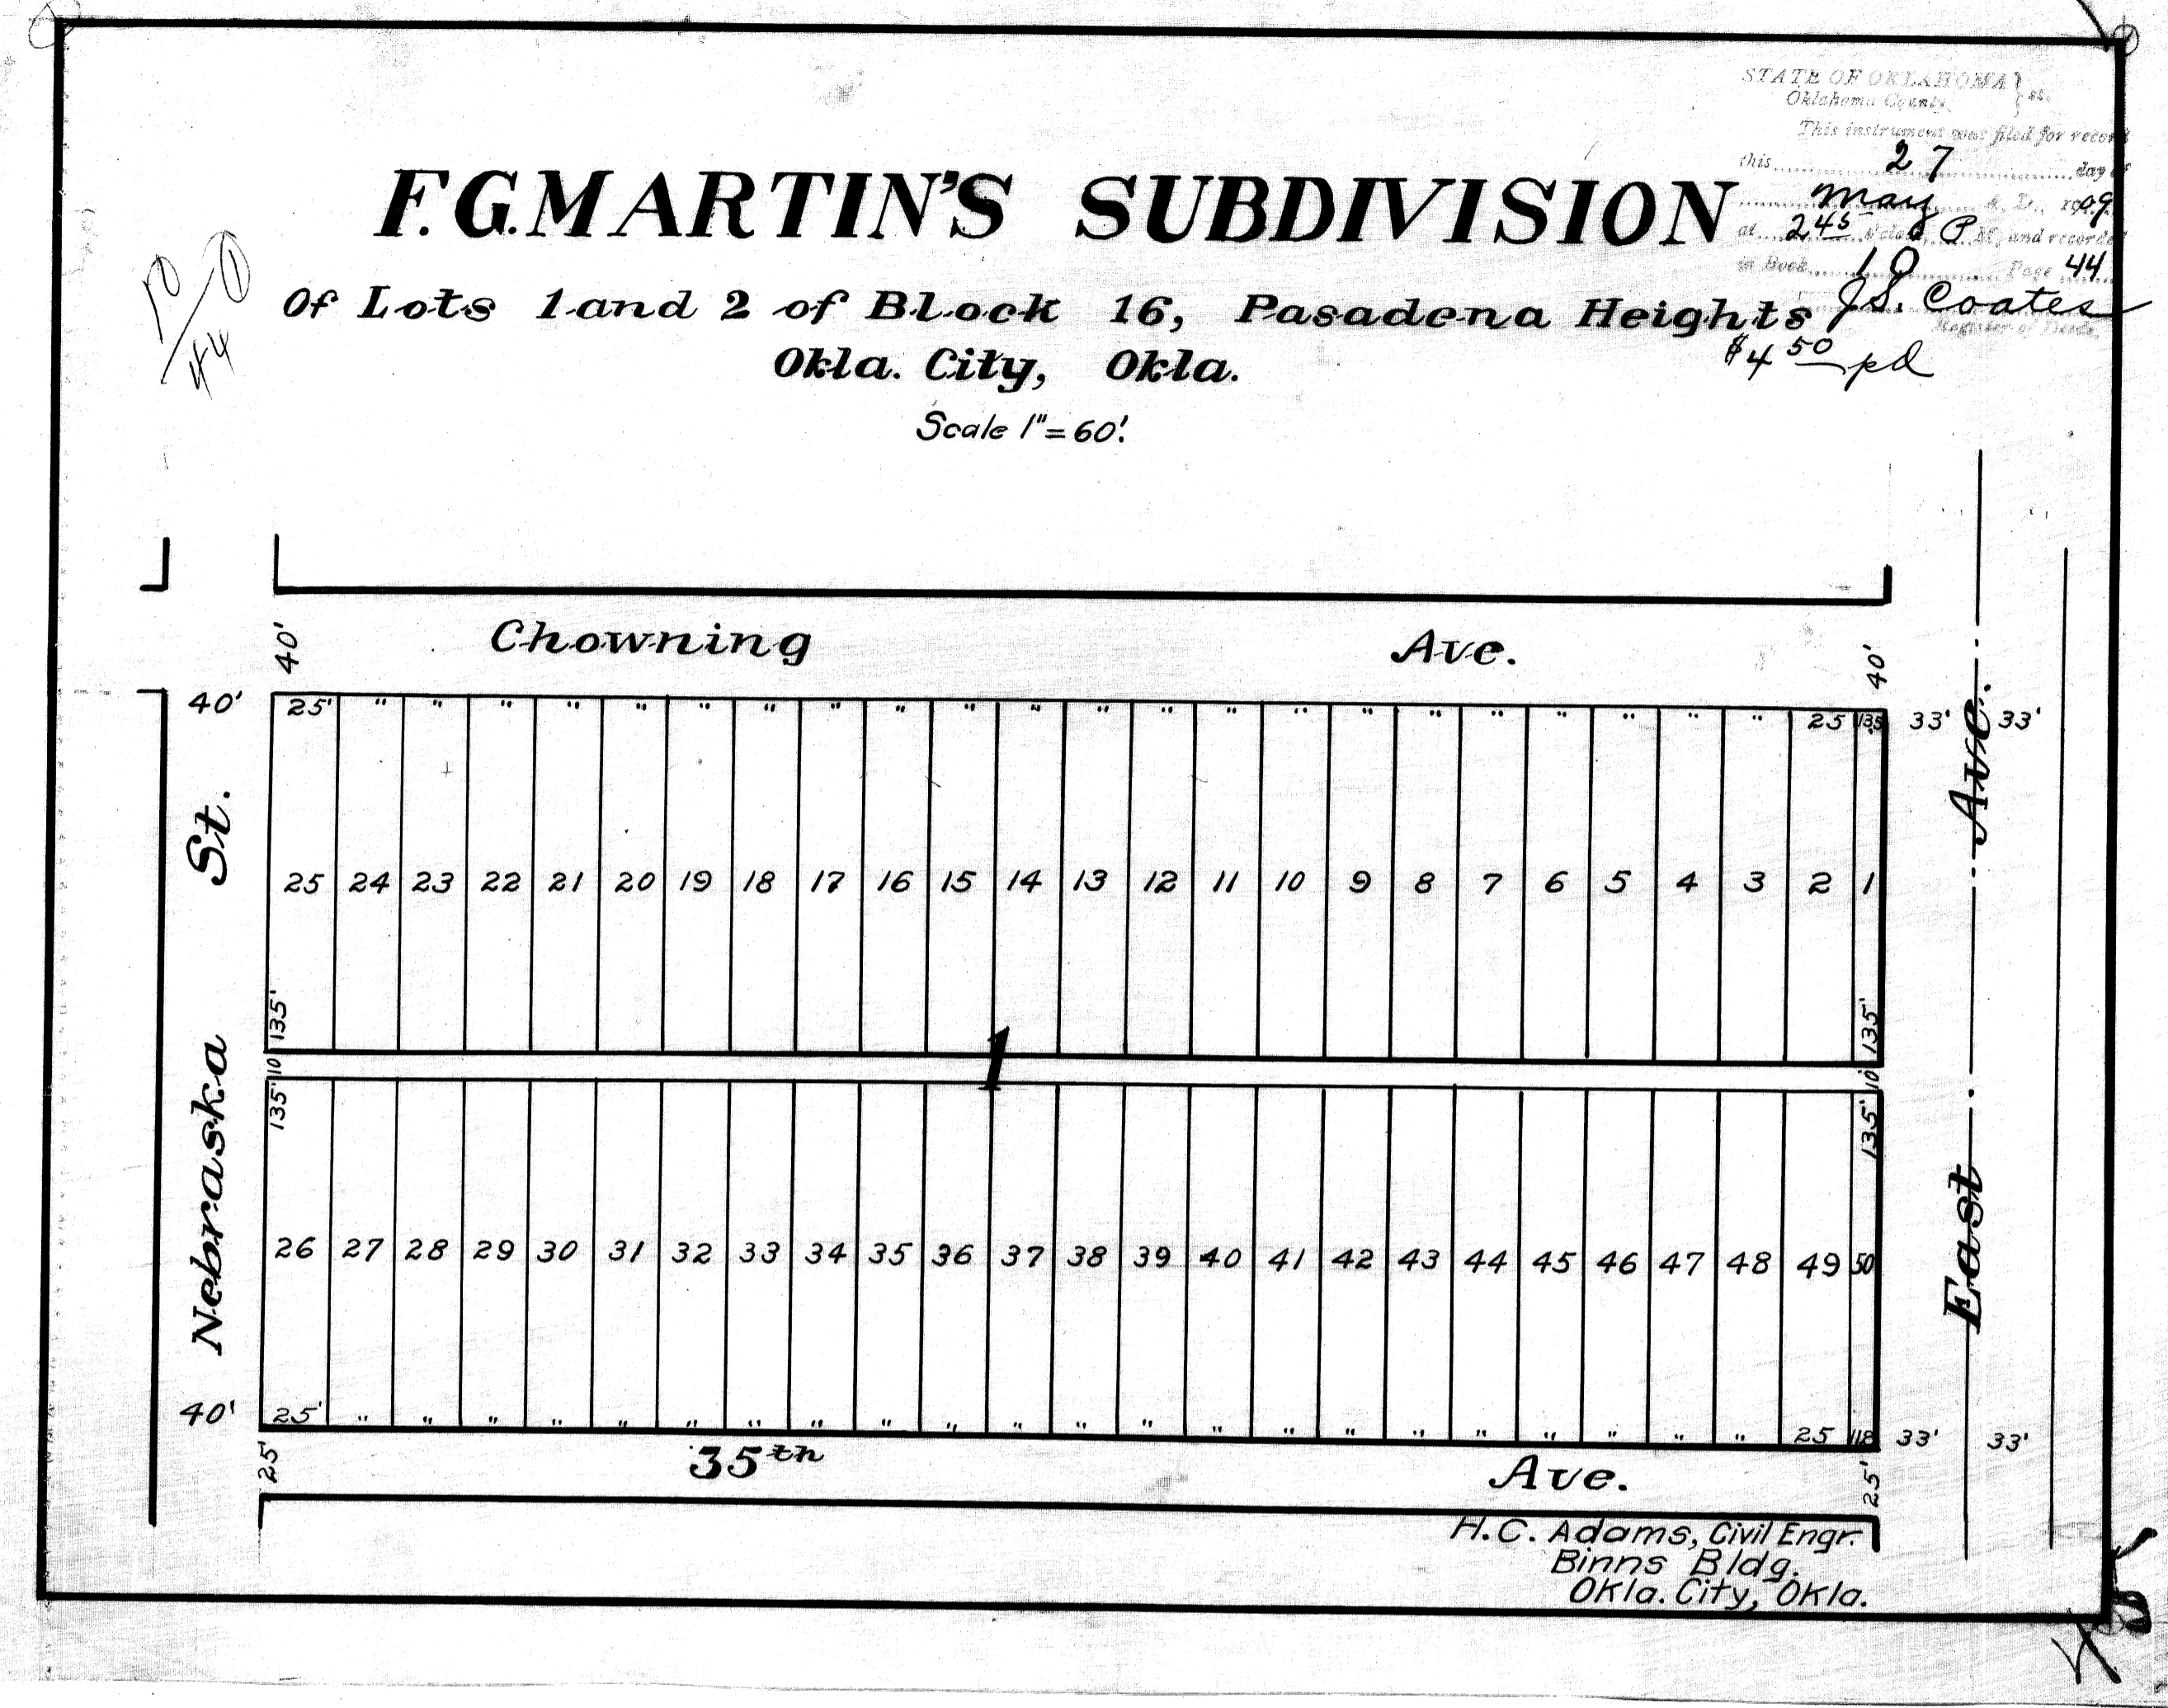 STATE OF OKLAHOMA } ss.
Oklahoma County,
This instrument was filed for record
this 27 day of
May A. D., 1909
at 2 45 o'clock P M, and recorded
in Book 10 Page 44
J.S. Coates
Register of Deeds
$4 50 pd
10
44
F.G.MARTIN'S SUBDIVISION
Of Lots 1 and 2 of Block 16, Pasadena Heights
Okla. City, Okla.
Scale 1"=60'.
40' Chowning Ave. 40'
40' 25' " " " " " " " " " " " " " " " " " " " " " " 25 33' 33'
25 24 23 22 21 20 19 18 17 16 15 14 13 12 11 10 9 8 7 6 5 4 3 2 1
135' 135'
10 1 10
135' 135'
26 27 28 29 30 31 32 33 34 35 36 37 38 39 40 41 42 43 44 45 46 47 48 49 50
40' 25' " " " " " " " " " " " " " " " " " " " " " " 25 33' 33'
25' 35th Ave. 25'
Nebraska St.
East Ave.
H.C. Adams, Civil Engr.
Binns Bldg.
Okla. City, Okla.